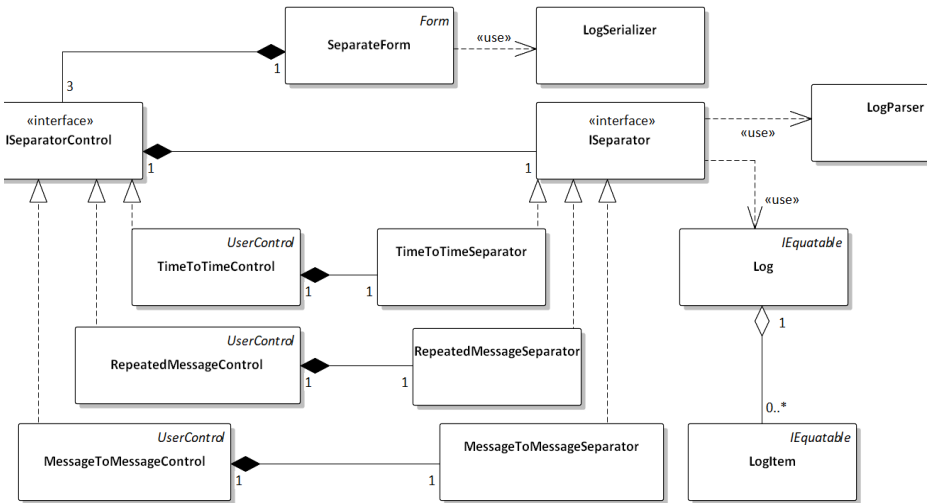 Form
SeparateForm
«use»
LogSerializer
1
3
«interface»
ISeparatorControl
1
1
«interface»
ISeparator
«use»
LogParser
«use»
UserControl
TimeToTimeControl
1
1
TimeToTimeSeparator
IEquatable
Log
1
UserControl
RepeatedMessageControl
1
1
RepeatedMessageSeparator
0..*
UserControl
MessageToMessageControl
1
1
MessageToMessageSeparator
IEquatable
LogItem